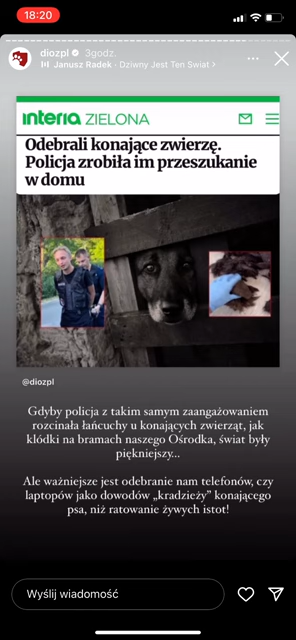 18:20
diozpl 3godz.
Janusz Radek · Dziwny Jest Ten Swiat >
interia ZIELONA
Odebrali konające zwierzę.
Policja zrobiła im przeszukanie
w domu
@diozpl
Gdyby policja z takim samym zaangażowaniem
rozcinała łańcuchy u konających zwierząt, jak
kłódki na bramach naszego Ośrodka, świat były
piękniejszy...
Ale ważniejsze jest odebranie nam telefonów, czy
laptopów jako dowodów „kradzieży” konającego
psa, niż ratowanie żywych istot!
Wyślij wiadomość